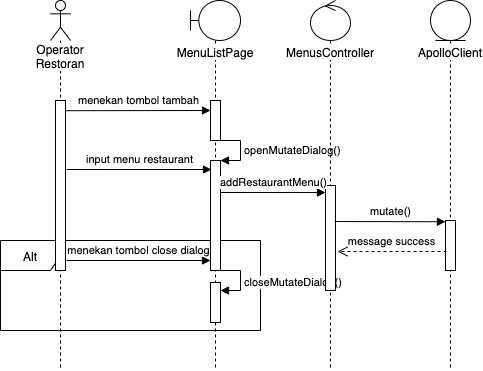 Operator
Restoran
MenuListPage
MenusController
ApolloClient
menekan tombol tambah
openMutateDialog()
input menu restaurant
addRestaurantMenu()
mutate()
message success
Alt
menekan tombol close dialog
closeMutateDialog()